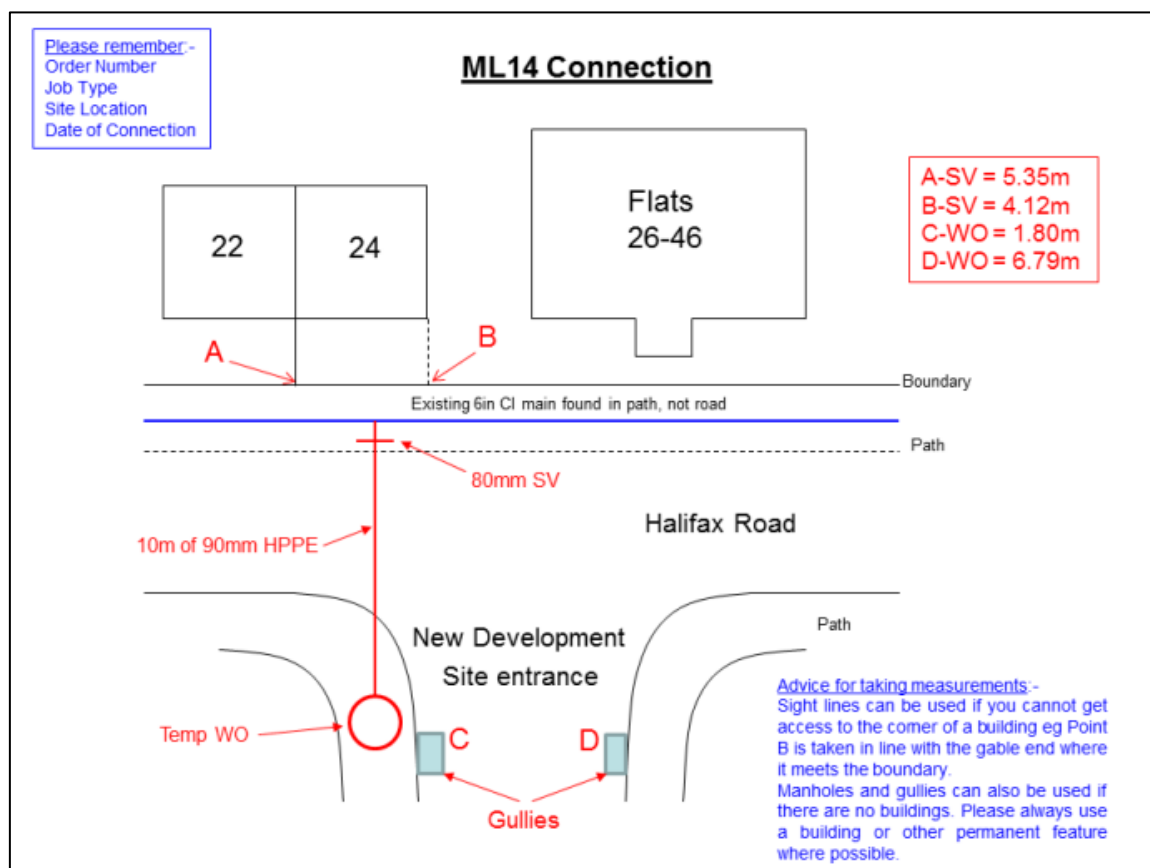 Please remember:-
Order Number
Job Type
Site Location
Date of Connection
ML14 Connection
A-SV = 5.35m
B-SV = 4.12m
C-WO = 1.80m
D-WO = 6.79m
22
24
Flats
26-46
A
B
Boundary
Existing 6in CI main found in path, not road
Path
80mm SV
Halifax Road
10m of 90mm HPPE
New Development
Site entrance
Path
Temp WO
C
D
Gullies
Advice for taking measurements:-
Sight lines can be used if you cannot get
access to the corner of a building eg Point
B is taken in line with the gable end where
it meets the boundary.
Manholes and gullies can also be used if
there are no buildings. Please always use
a building or other permanent feature
where possible.